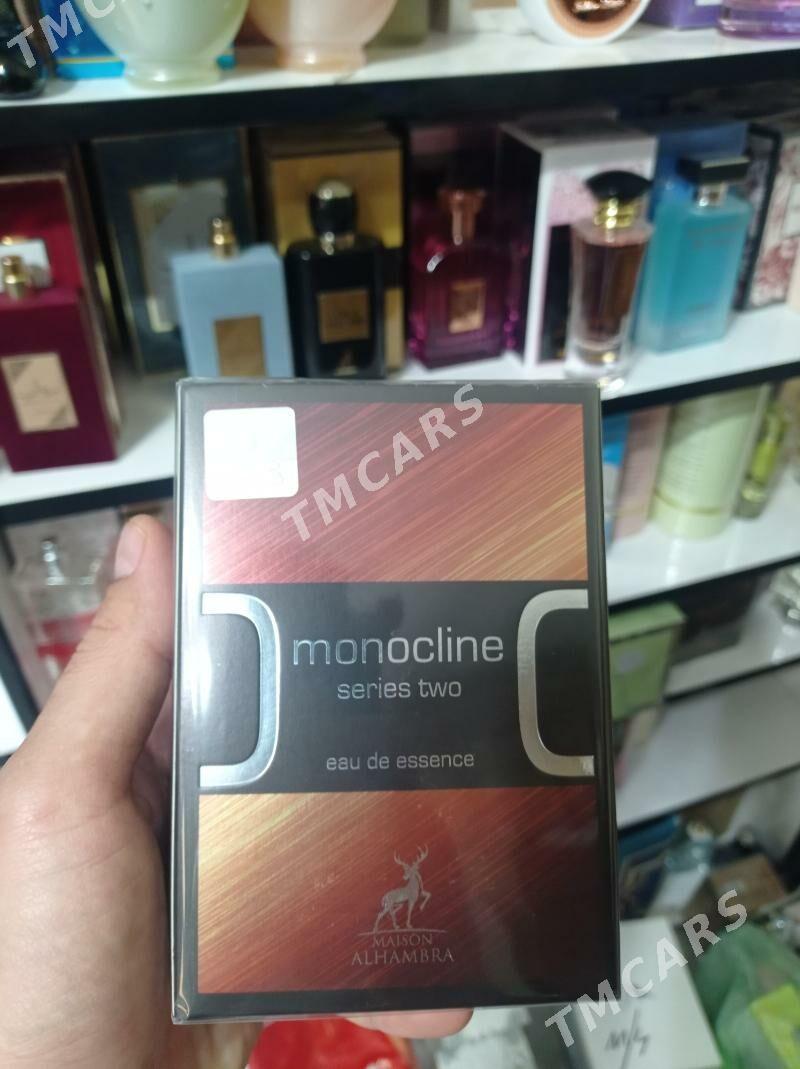 TMCARS
TMCARS
monocline
series two
eau de essence
MAISON
ALHAMBRA
TMCARS